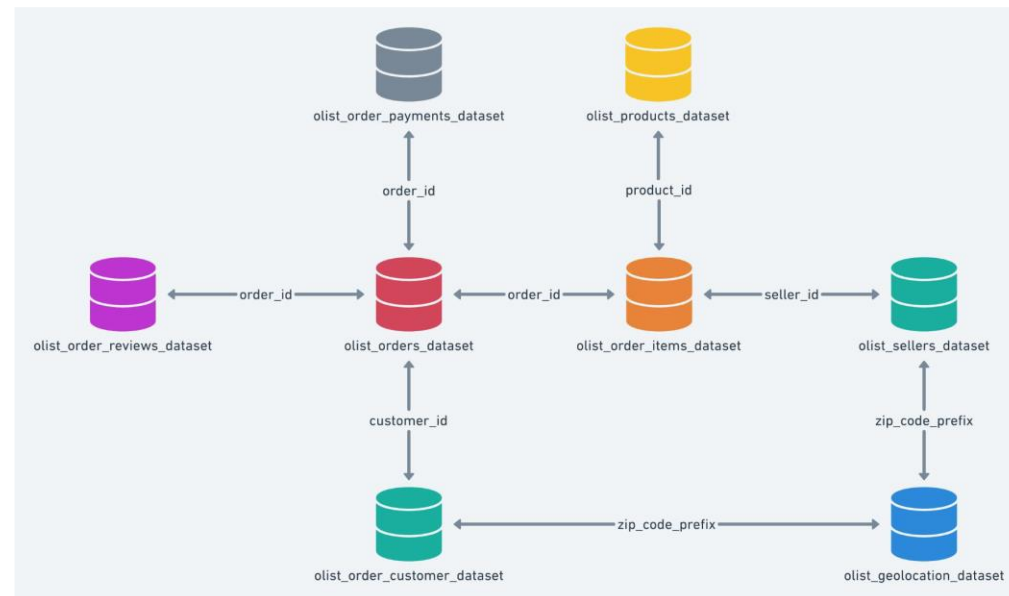 olist_order_payments_dataset
olist_products_dataset
order_id
product_id
order_id
order_id
seller_id
olist_order_reviews_dataset
olist_orders_dataset
olist_order_items_dataset
olist_sellers_dataset
customer_id
zip_code_prefix
zip_code_prefix
olist_order_customer_dataset
olist_geolocation_dataset